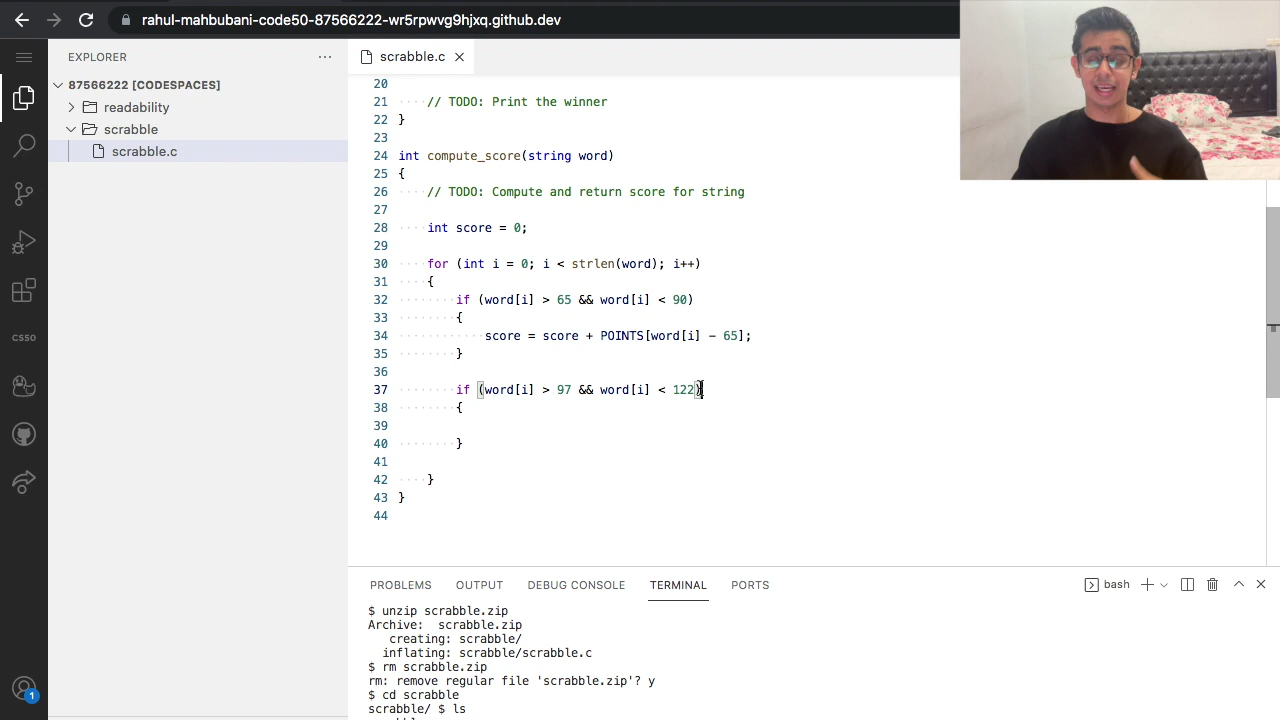 rahul-mahbubani-code50-87566222-wr5rpwvg9hjxq.github.dev
EXPLORER
scrabble.c
87566222 [CODESPACES]
readability
scrabble
scrabble.c
20
21 // TODO: Print the winner
22 }
23
24 int compute_score(string word)
25 {
26 // TODO: Compute and return score for string
27
28 int score = 0;
29
30 for (int i = 0; i < strlen(word); i++)
31 {
32 if (word[i] > 65 && word[i] < 90)
33 {
34 score = score + POINTS[word[i] - 65];
35 }
36
37 if (word[i] > 97 && word[i] < 122)
38 {
39
40 }
41
42 }
43 }
44
CS50
1
PROBLEMS OUTPUT DEBUG CONSOLE TERMINAL PORTS bash
$ unzip scrabble.zip
Archive: scrabble.zip
creating: scrabble/
inflating: scrabble/scrabble.c
$ rm scrabble.zip
rm: remove regular file 'scrabble.zip'? y
$ cd scrabble
scrabble/ $ ls